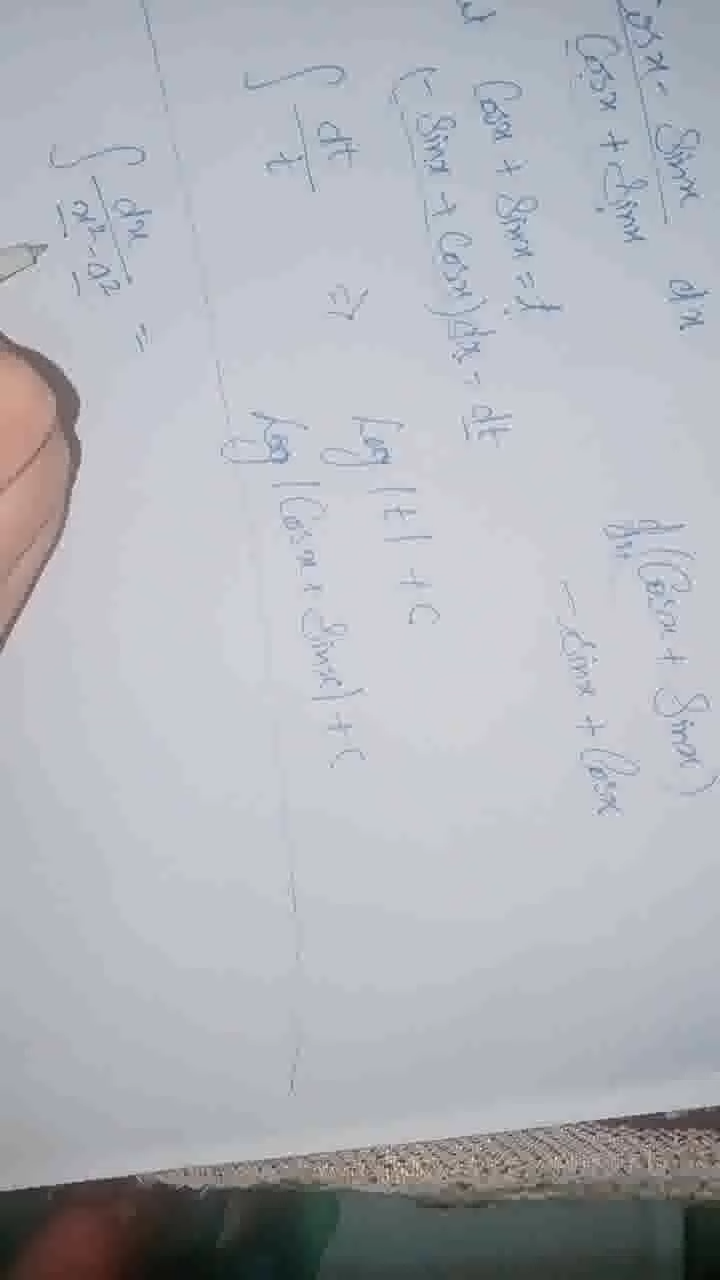 Cosx - Sinx
Cosx + Sinx dx
d/dx (Cosx + Sinx)
- Sinx + Cosx
Cosx + Sinx = t
(- Sinx + Cosx) dx = dt
∫ dt/t ⇒ Log |t| + C
Log |Cosx + Sinx| + C
∫ dx/x²-a² =